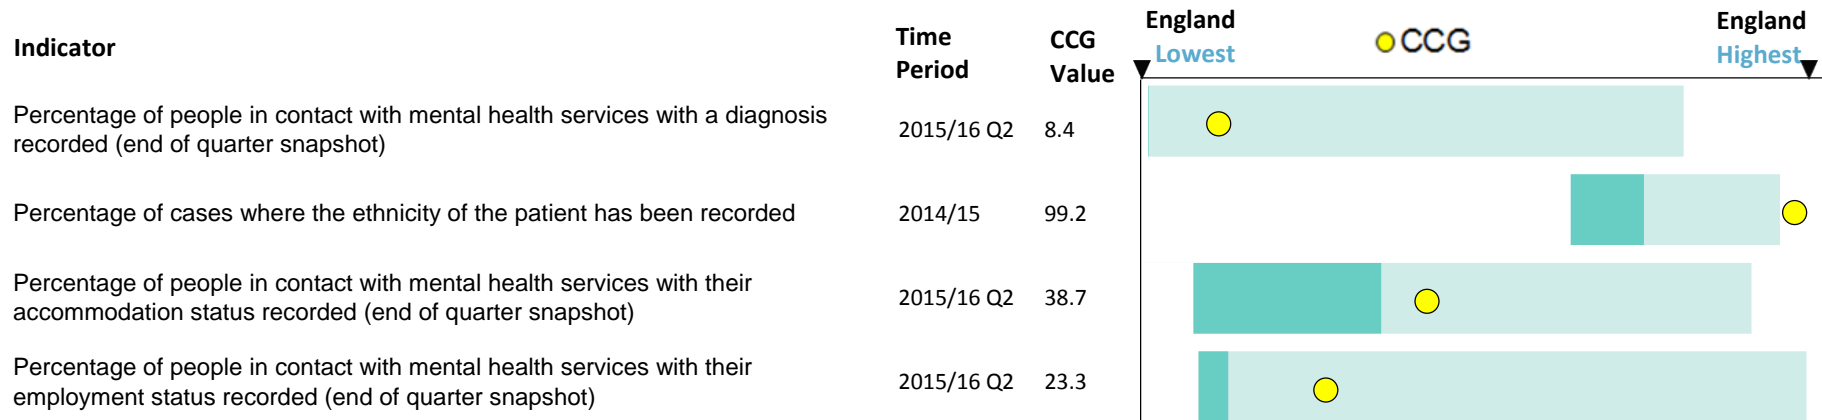 Indicator
Time
Period
CCG
Value
England
Lowest
CCG
England
Highest
Percentage of people in contact with mental health services with a diagnosis
recorded (end of quarter snapshot)
2015/16 Q2
8.4
Percentage of cases where the ethnicity of the patient has been recorded
2014/15
99.2
Percentage of people in contact with mental health services with their
accommodation status recorded (end of quarter snapshot)
2015/16 Q2
38.7
Percentage of people in contact with mental health services with their
employment status recorded (end of quarter snapshot)
2015/16 Q2
23.3